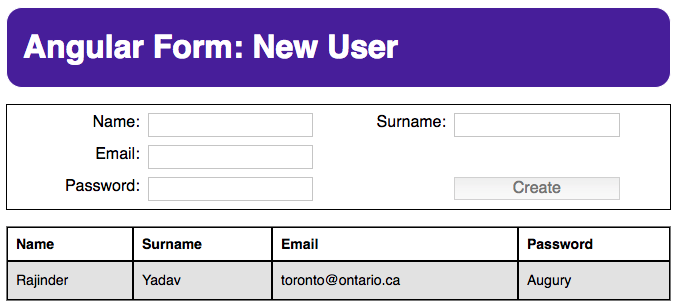 Angular Form: New User
Name: Surname:
Email:
Password: Create
Name Surname Email Password
Rajinder Yadav toronto@ontario.ca Augury